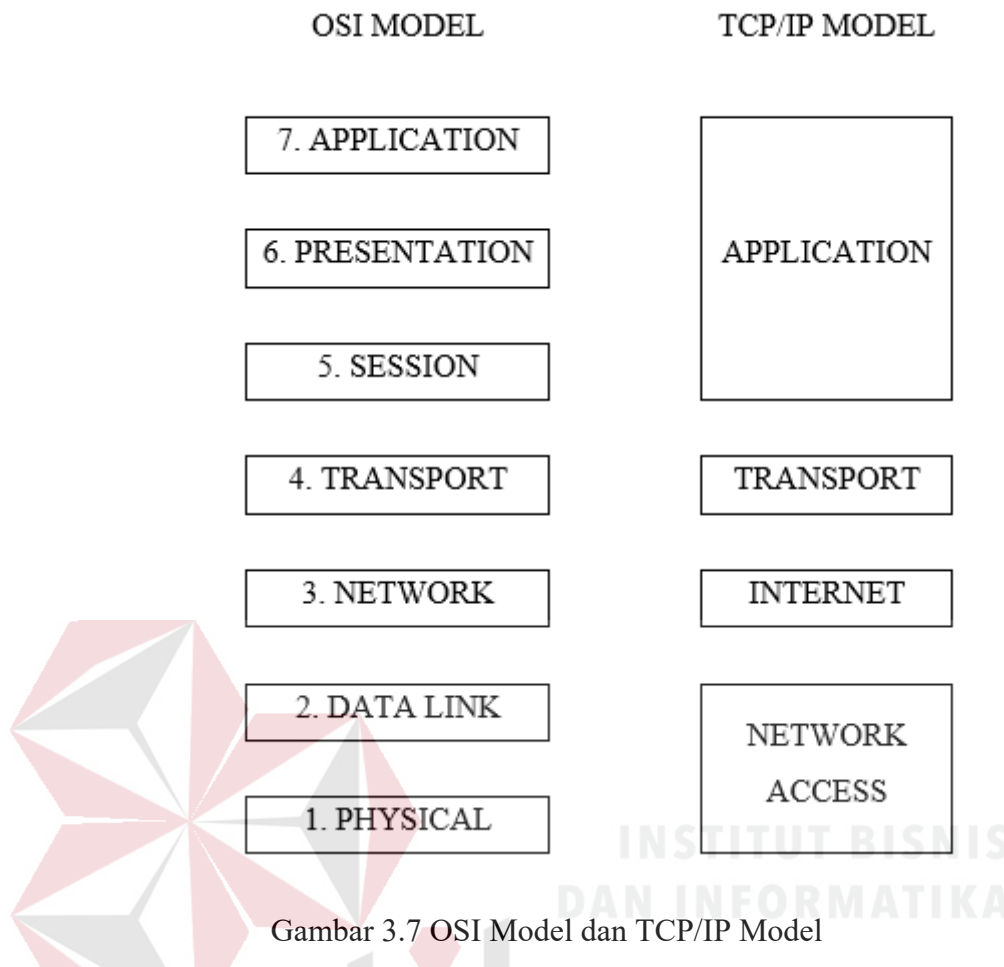 OSI MODEL
TCP/IP MODEL
7. APPLICATION
6. PRESENTATION
5. SESSION
4. TRANSPORT
3. NETWORK
2. DATA LINK
1. PHYSICAL
APPLICATION
TRANSPORT
INTERNET
NETWORK
ACCESS
INSTITUT BISNIS
DAN INFORMATIKA
Gambar 3.7 OSI Model dan TCP/IP Model